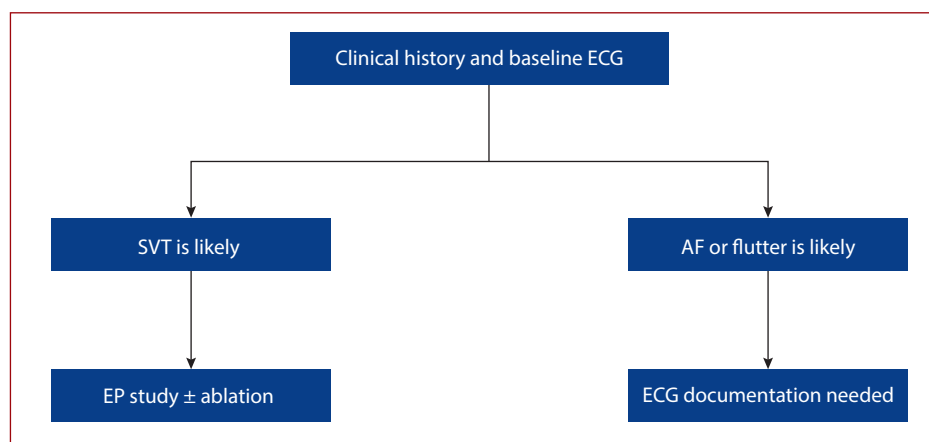 Clinical history and baseline ECG
SVT is likely
AF or flutter is likely
EP study ± ablation
ECG documentation needed